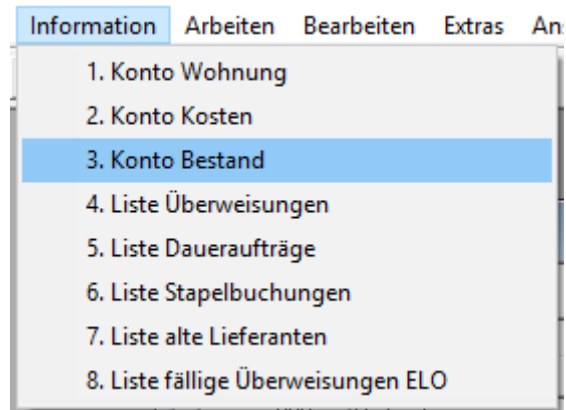 Information Arbeiten Bearbeiten Extras
1. Konto Wohnung
2. Konto Kosten
3. Konto Bestand
4. Liste Überweisungen
5. Liste Daueraufträge
6. Liste Stapelbuchungen
7. Liste alte Lieferanten
8. Liste fällige Überweisungen ELO